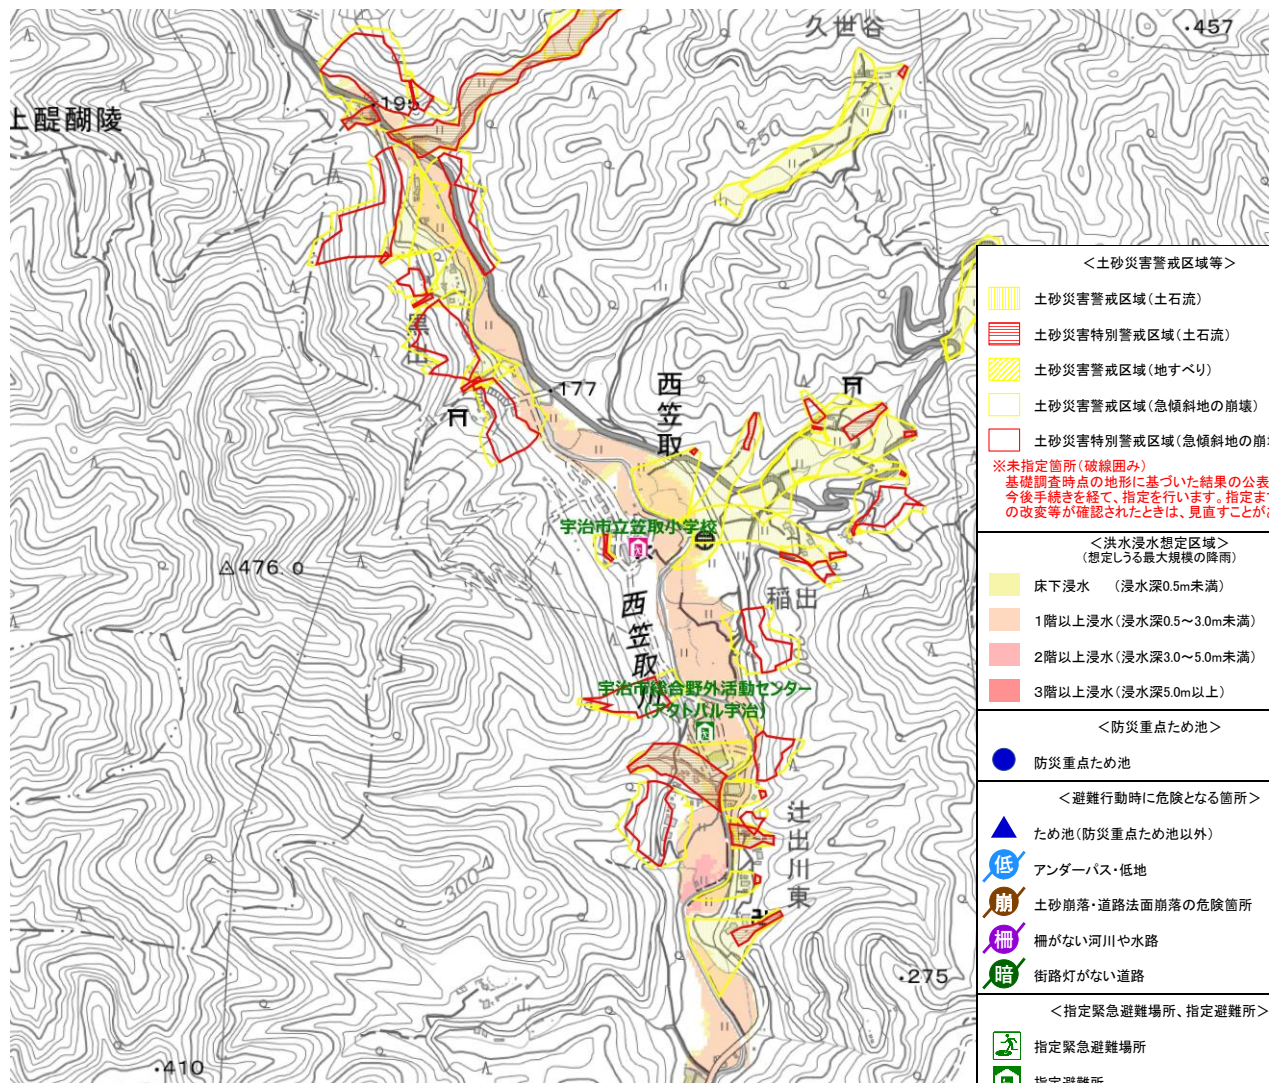 久世谷
・457
上醍醐陵
・195
250
黒出
・177
西笠取
宇治市立笠取小学校
△476.0
稲出
西笠取川
宇治市総合野外活動センター
(アクトパル宇治)
辻出川東
300
・275
・410
＜土砂災害警戒区域等＞
土砂災害警戒区域(土石流)
土砂災害特別警戒区域(土石流)
土砂災害警戒区域(地すべり)
土砂災害警戒区域(急傾斜地の崩壊)
土砂災害特別警戒区域(急傾斜地の崩
※未指定箇所(破線囲み)
基礎調査時点の地形に基づいた結果の公表
今後手続きを経て、指定を行います。指定ま
の改変等が確認されたときは、見直すことが
＜洪水浸水想定区域＞
(想定しうる最大規模の降雨)
床下浸水　(浸水深0.5m未満)
1階以上浸水(浸水深0.5～3.0m未満)
2階以上浸水(浸水深3.0～5.0m未満)
3階以上浸水(浸水深5.0m以上)
＜防災重点ため池＞
防災重点ため池
＜避難行動時に危険となる箇所＞
ため池(防災重点ため池以外)
低 アンダーパス・低地
崩 土砂崩落・道路法面崩落の危険箇所
柵 柵がない河川や水路
暗 街路灯がない道路
＜指定緊急避難場所、指定避難所＞
指定緊急避難場所
指定避難所